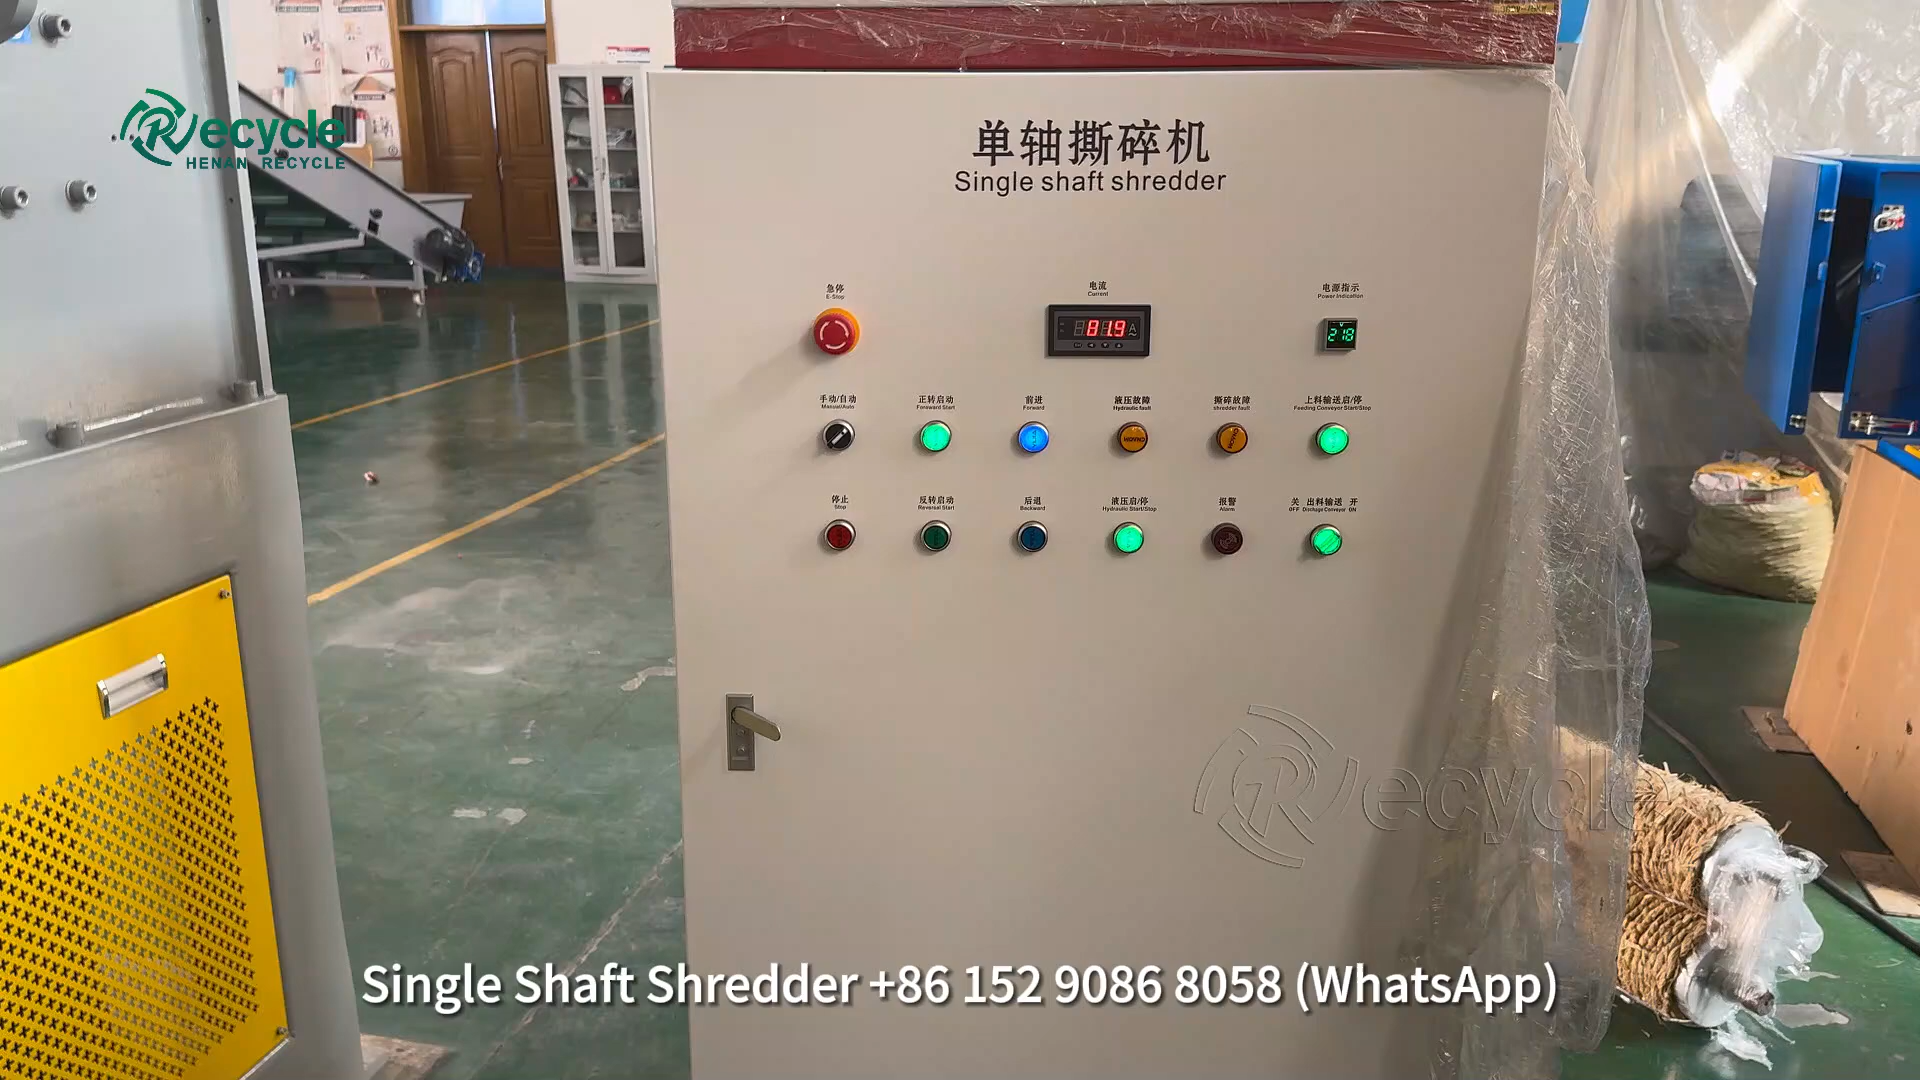 Recycle
HENAN RECYCLE
单轴撕碎机
Single shaft shredder
急停
E-Stop
电流
Current
81.9 A
电源指示
Power Indication
218
手动/自动
Manual/Auto
正转启动
Foreward Start
前进
Forward
液压故障
Hydraulic fault
撕碎故障
shredder fault
上料输送启/停
Feeding Conveyor Start/Stop
停止
Stop
反转启动
Reversal Start
后退
Backward
液压启/停
Hydraulic Start/Stop
报警
Alarm
关 出料输送 开
OFF Discharge Conveyor ON
Recycle
Single Shaft Shredder +86 152 9086 8058 (WhatsApp)